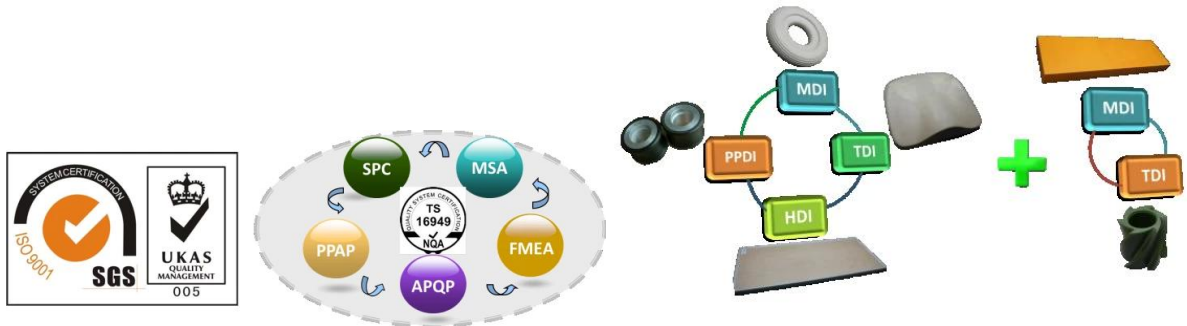 SYSTEM CERTIFICATION
ISO 9001
SGS
UKAS
QUALITY
MANAGEMENT
005
SPC
MSA
PPAP
FMEA
APQP
QUALITY SYSTEM CERTIFICATION
TS
16949
NQA
MDI
PPDI
TDI
HDI
MDI
TDI